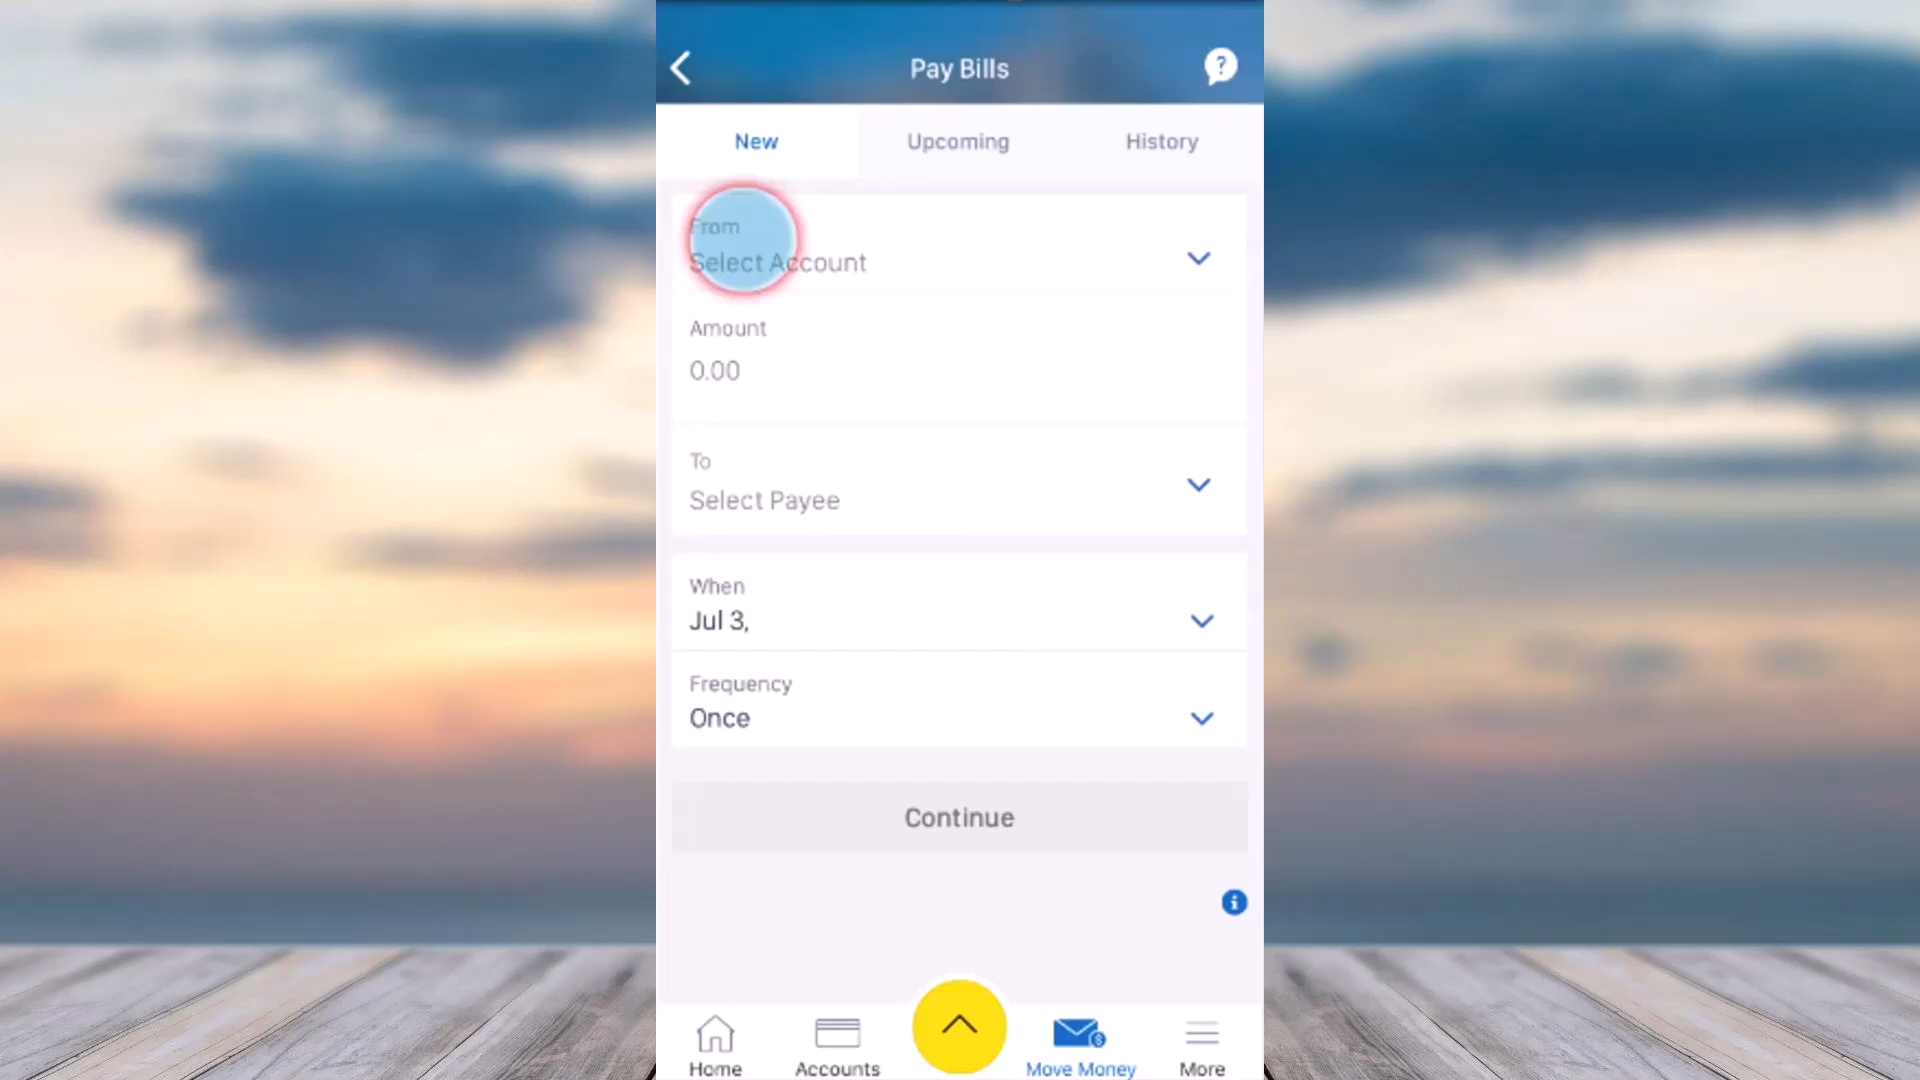 Pay Bills
?
New
Upcoming
History
From
Select Account
Amount
0.00
To
Select Payee
When
Jul 3,
Frequency
Once
Continue
i
Home
Accounts
$
Move Money
More